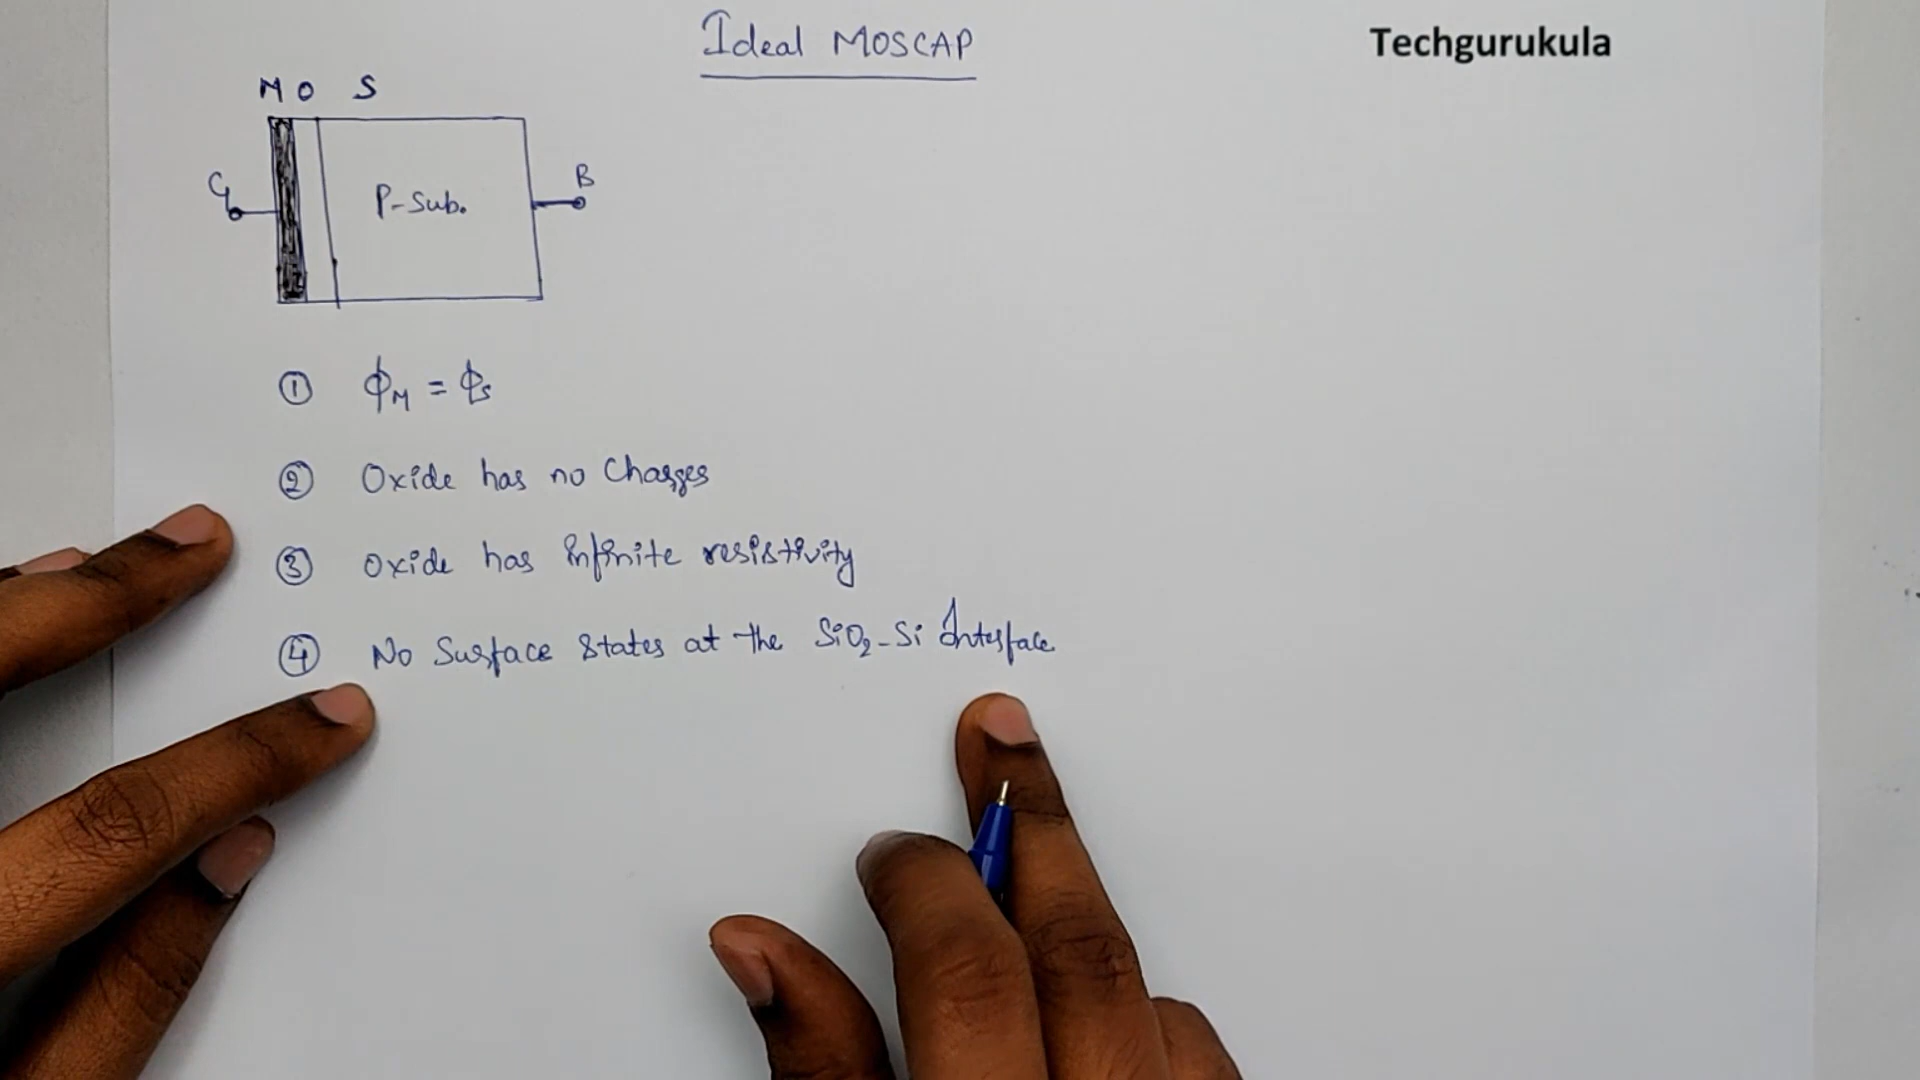 Ideal MOSCAP
Techgurukula
M O S
G
P-Sub.
B
① ϕM = ϕS
② Oxide has no Charges
③ Oxide has infinite resistivity
④ No Surface States at the SiO₂-Si Interface